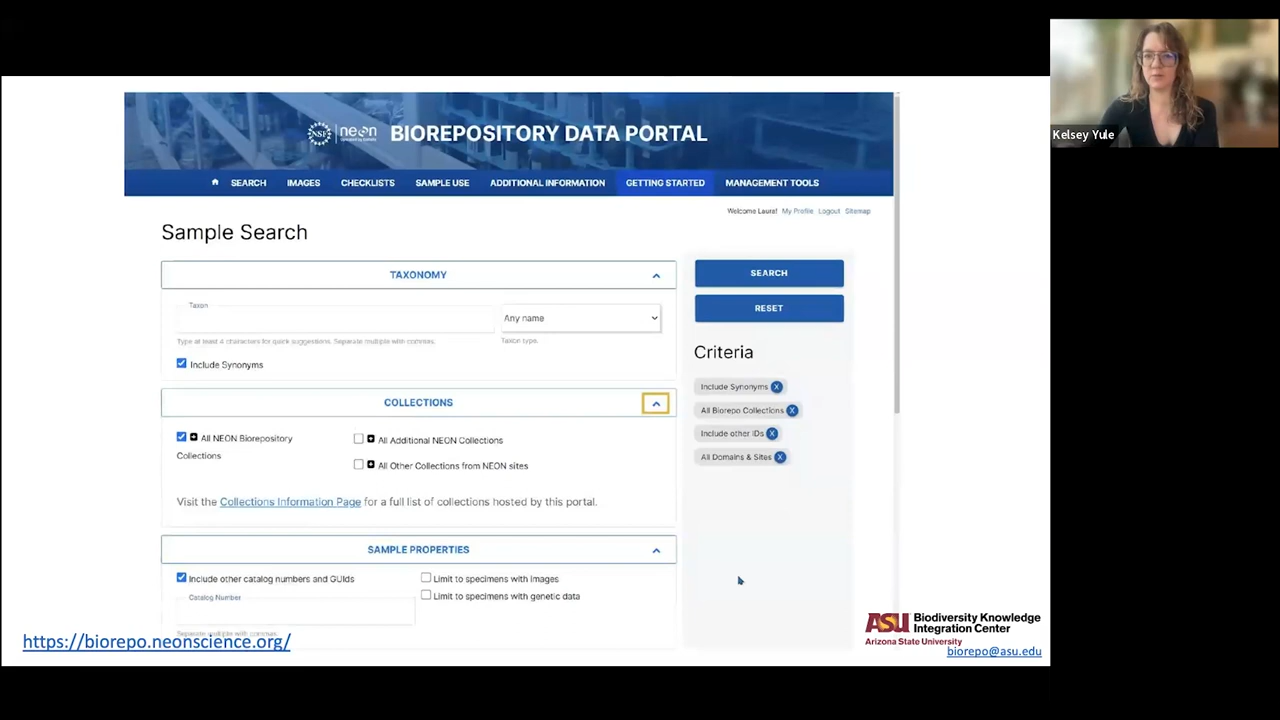 NSF
neon
BIOREPOSITORY DATA PORTAL
SEARCH IMAGES CHECKLISTS SAMPLE USE ADDITIONAL INFORMATION GETTING STARTED MANAGEMENT TOOLS
Welcome Laura! My Profile Logout Sitemap
Sample Search
TAXONOMY
Taxon
Any name
Type at least 4 characters for quick suggestions. Separate multiple with commas.
Taxon type.
Include Synonyms
COLLECTIONS
All NEON Biorepository
Collections
All Additional NEON Collections
All Other Collections from NEON sites
Visit the Collections Information Page for a full list of collections hosted by this portal.
SAMPLE PROPERTIES
Include other catalog numbers and GUIds
Limit to specimens with images
Catalog Number
Limit to specimens with genetic data
Separate multiple with commas.
SEARCH
RESET
Criteria
Include Synonyms X
All Biorepo Collections X
Include other IDs X
All Domains & Sites X
https://biorepo.neonscience.org/
ASU Biodiversity Knowledge
Integration Center
Arizona State University
biorepo@asu.edu
Kelsey Yule